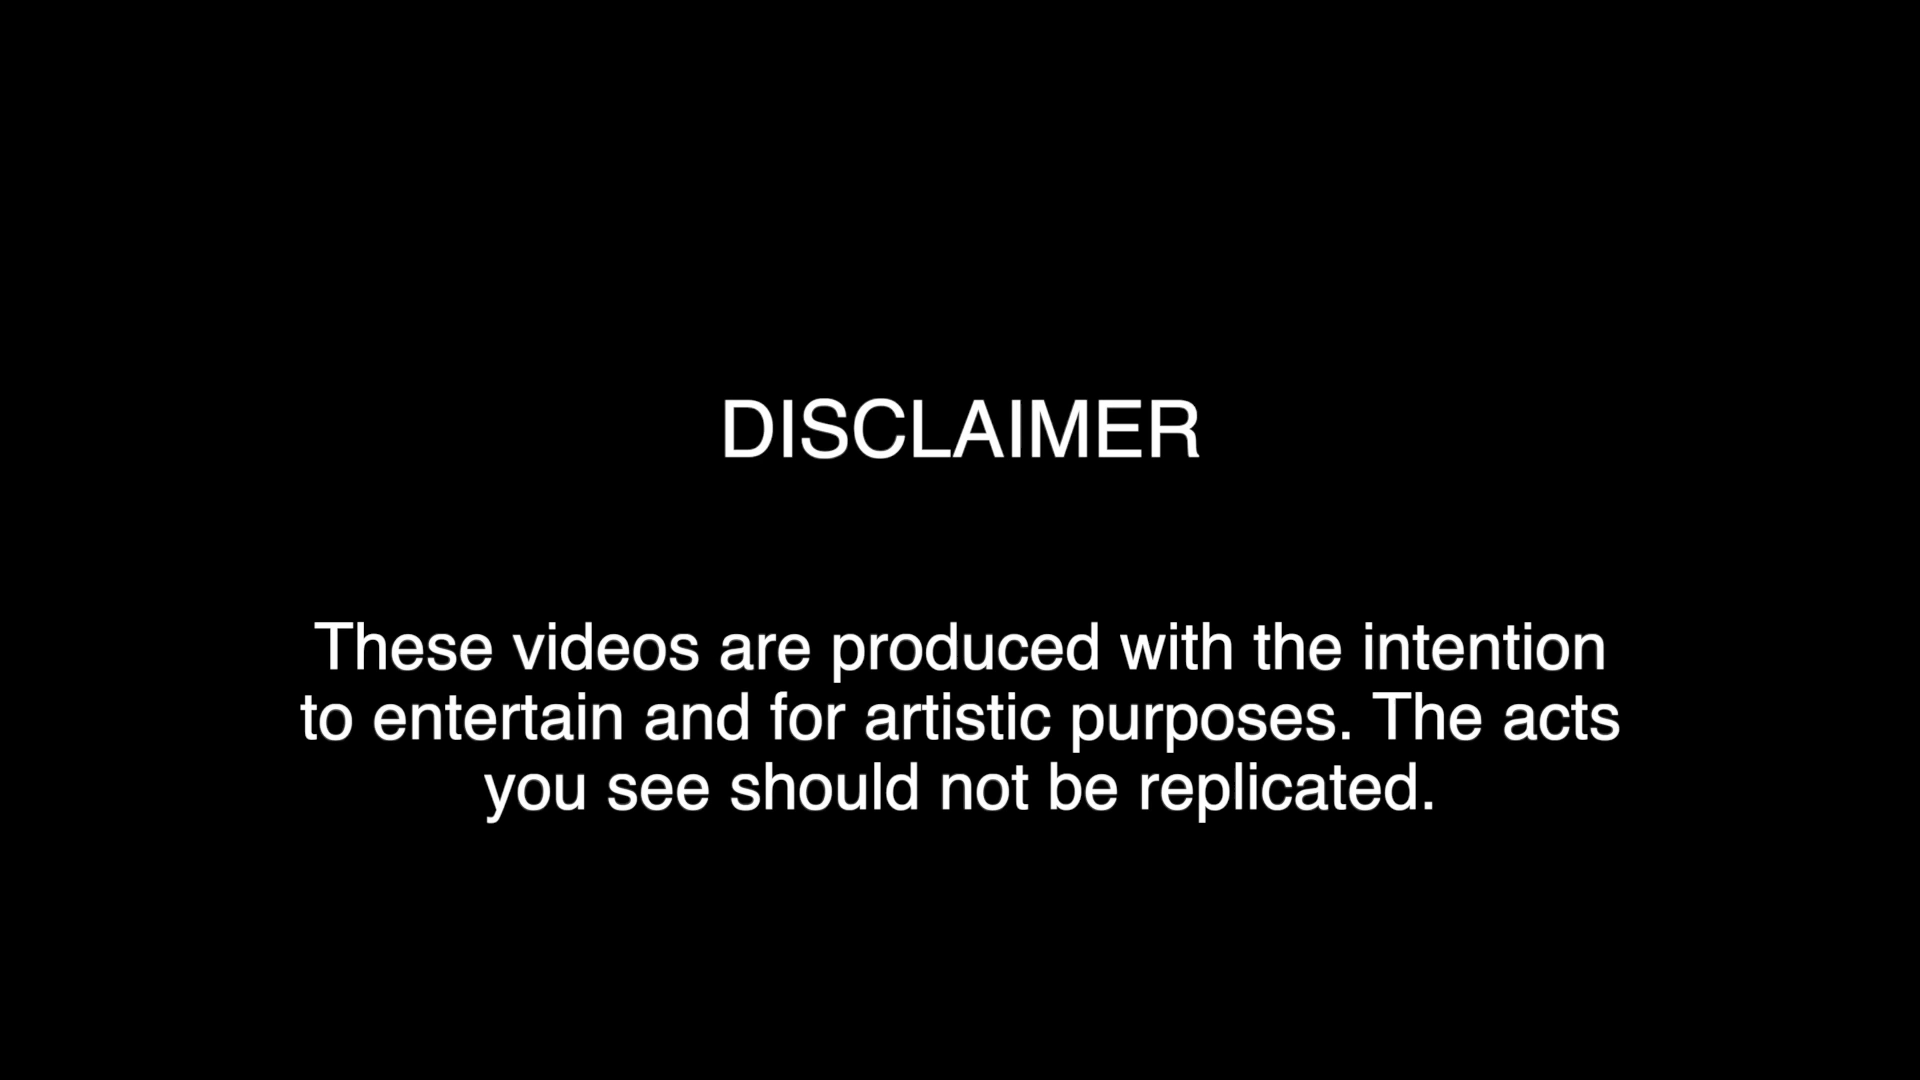 DISCLAIMER
These videos are produced with the intention
to entertain and for artistic purposes. The acts
you see should not be replicated.